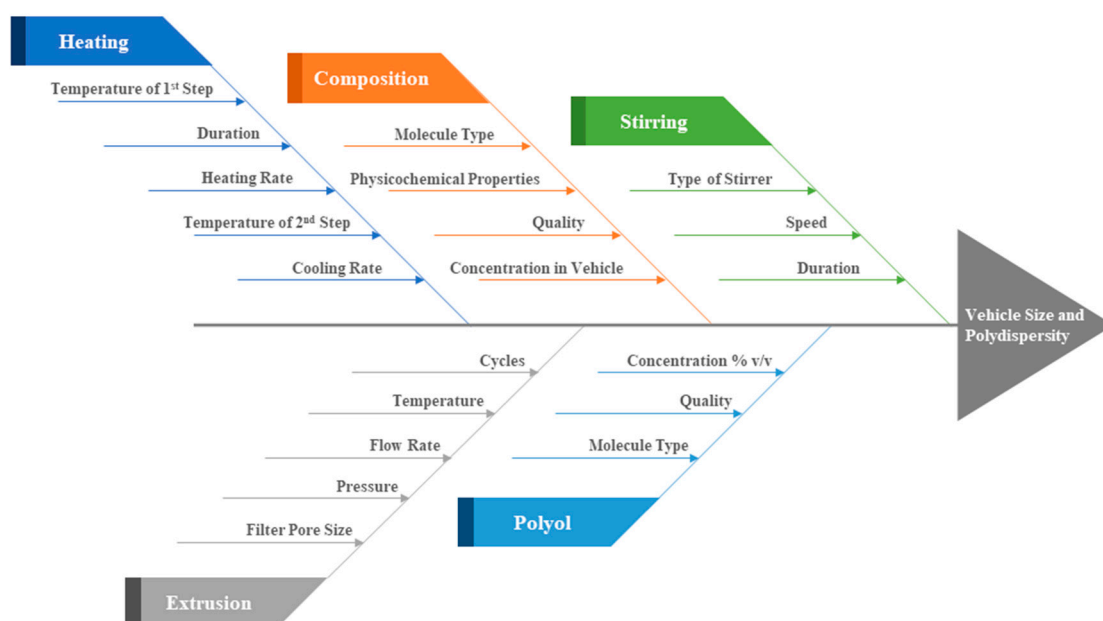 Heating
Temperature of 1st Step
Duration
Heating Rate
Temperature of 2nd Step
Cooling Rate
Composition
Molecule Type
Physicochemical Properties
Quality
Concentration in Vehicle
Stirring
Type of Stirrer
Speed
Duration
Vehicle Size and
Polydispersity
Cycles
Temperature
Flow Rate
Pressure
Filter Pore Size
Extrusion
Concentration % v/v
Quality
Molecule Type
Polyol